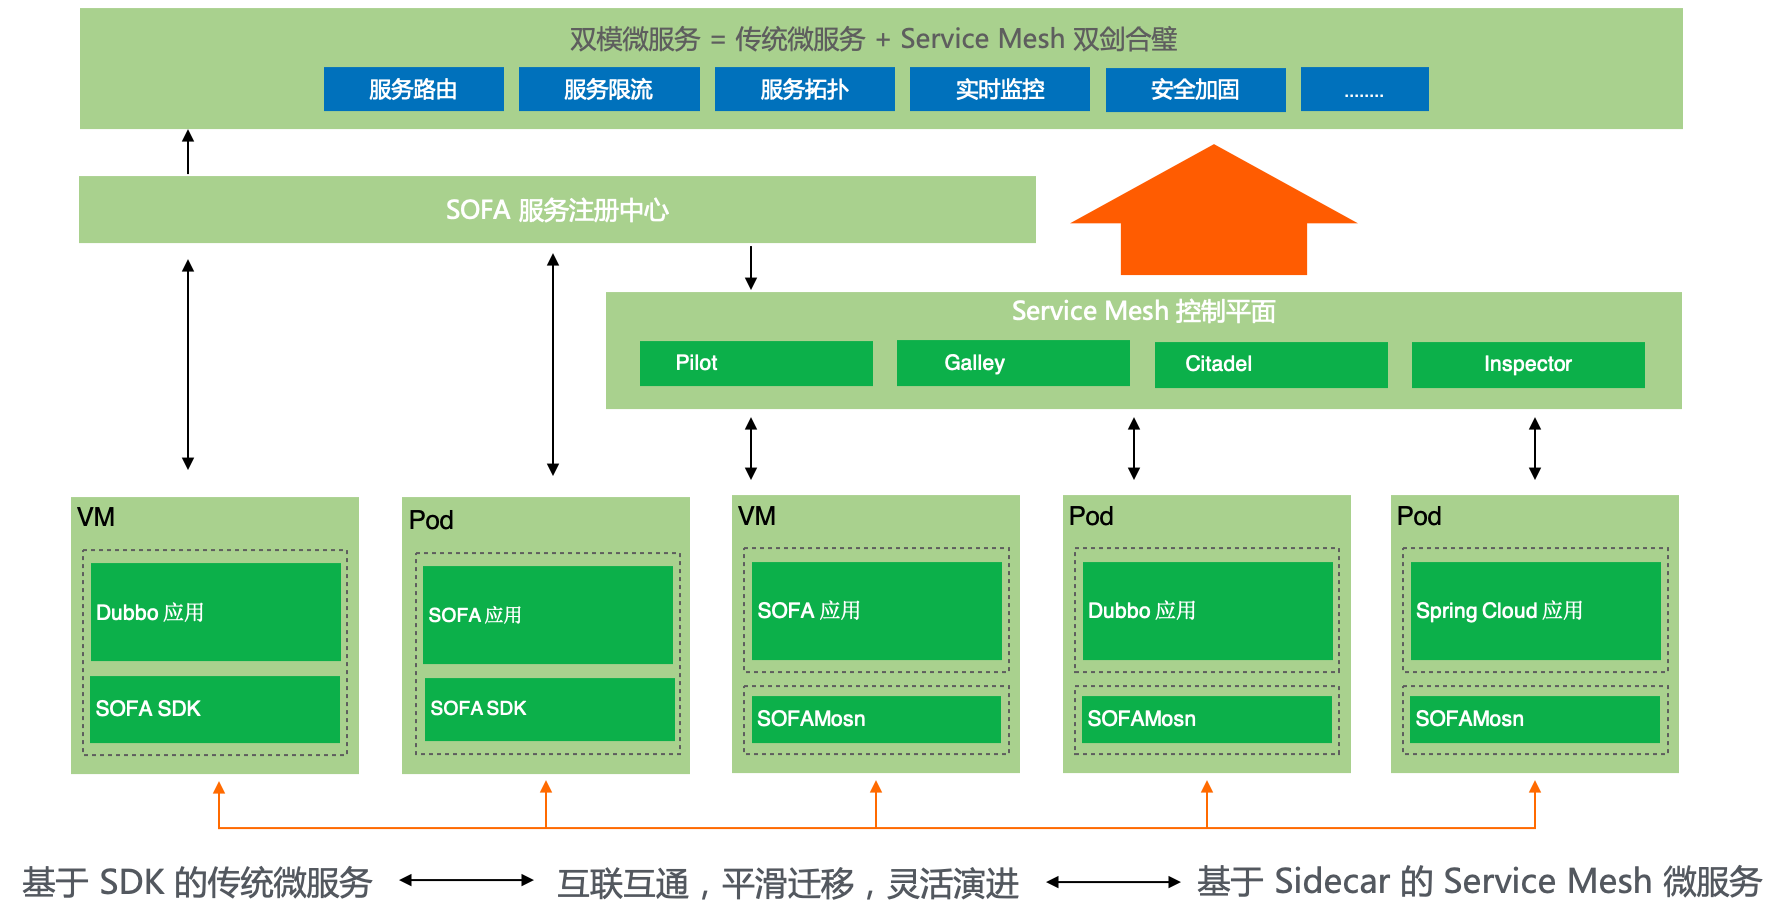 双模微服务 = 传统微服务 + Service Mesh 双剑合璧
服务路由
服务限流
服务拓扑
实时监控
安全加固
........
SOFA 服务注册中心
Service Mesh 控制平面
Pilot
Galley
Citadel
Inspector
VM
Dubbo 应用
SOFA SDK
Pod
SOFA 应用
SOFA SDK
VM
SOFA 应用
SOFAMosn
Pod
Dubbo 应用
SOFAMosn
Pod
Spring Cloud 应用
SOFAMosn
基于 SDK 的传统微服务
互联互通，平滑迁移，灵活演进
基于 Sidecar 的 Service Mesh 微服务